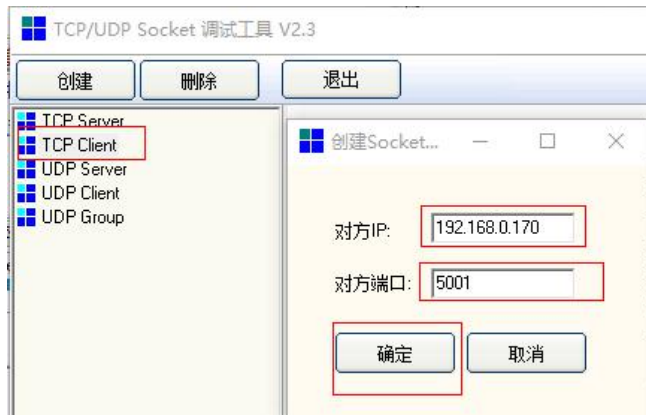 TCP/UDP Socket 调试工具 V2.3
创建 删除 退出
TCP Server
TCP Client
UDP Server
UDP Client
UDP Group
创建Socket...
对方IP: 192.168.0.170
对方端口: 5001
确定 取消